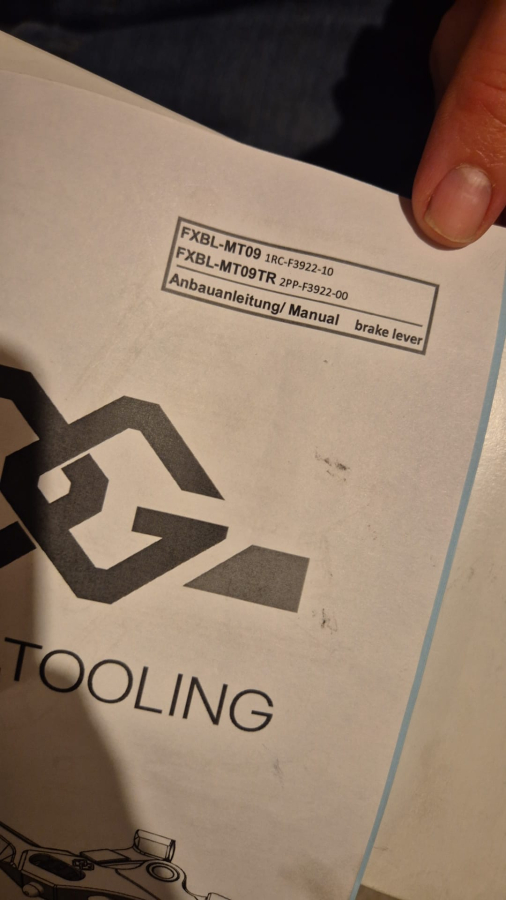 FXBL-MT09 1RC-F3922-10
FXBL-MT09TR 2PP-F3922-00
Anbauanleitung/ Manual brake lever
TOOLING